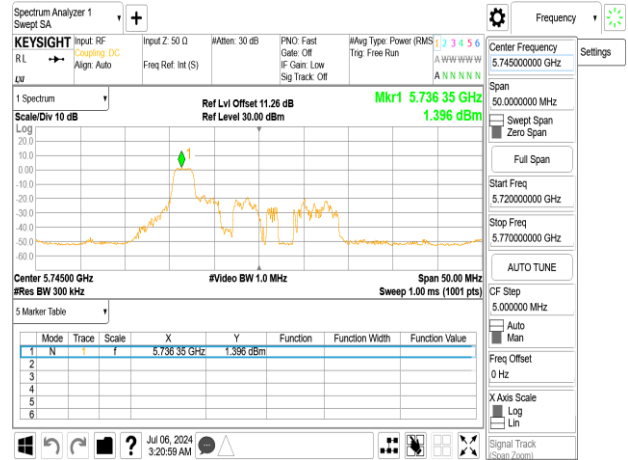 Spectrum Analyzer 1
Swept SA
Frequency
Settings
KEYSIGHT
RL
LXI
Input: RF
Coupling: DC
Align: Auto
Input Z: 50 Ω
Freq Ref: Int (S)
#Atten: 30 dB
PNO: Fast
Gate: Off
IF Gain: Low
Sig Track: Off
#Avg Type: Power (RMS
Trig: Free Run
1 2 3 4 5 6
A W W W W W
A N N N N N
1 Spectrum
Scale/Div 10 dB
Ref Lvl Offset 11.26 dB
Ref Level 30.00 dBm
Mkr1 5.736 35 GHz
1.396 dBm
Log
20.0
10.0
0.00
-10.0
-20.0
-30.0
-40.0
-50.0
-60.0
1
Center 5.74500 GHz
#Res BW 300 kHz
#Video BW 1.0 MHz
Span 50.00 MHz
Sweep 1.00 ms (1001 pts)
5 Marker Table
Mode Trace Scale X Y Function Function Width Function Value
1 N 1 f 5.736 35 GHz 1.396 dBm
2
3
4
5
6
Jul 06, 2024
3:20:59 AM
Center Frequency
5.745000000 GHz
Span
50.0000000 MHz
Swept Span
Zero Span
Full Span
Start Freq
5.720000000 GHz
Stop Freq
5.770000000 GHz
AUTO TUNE
CF Step
5.000000 MHz
Auto
Man
Freq Offset
0 Hz
X Axis Scale
Log
Lin
Signal Track
(Span Zoom)